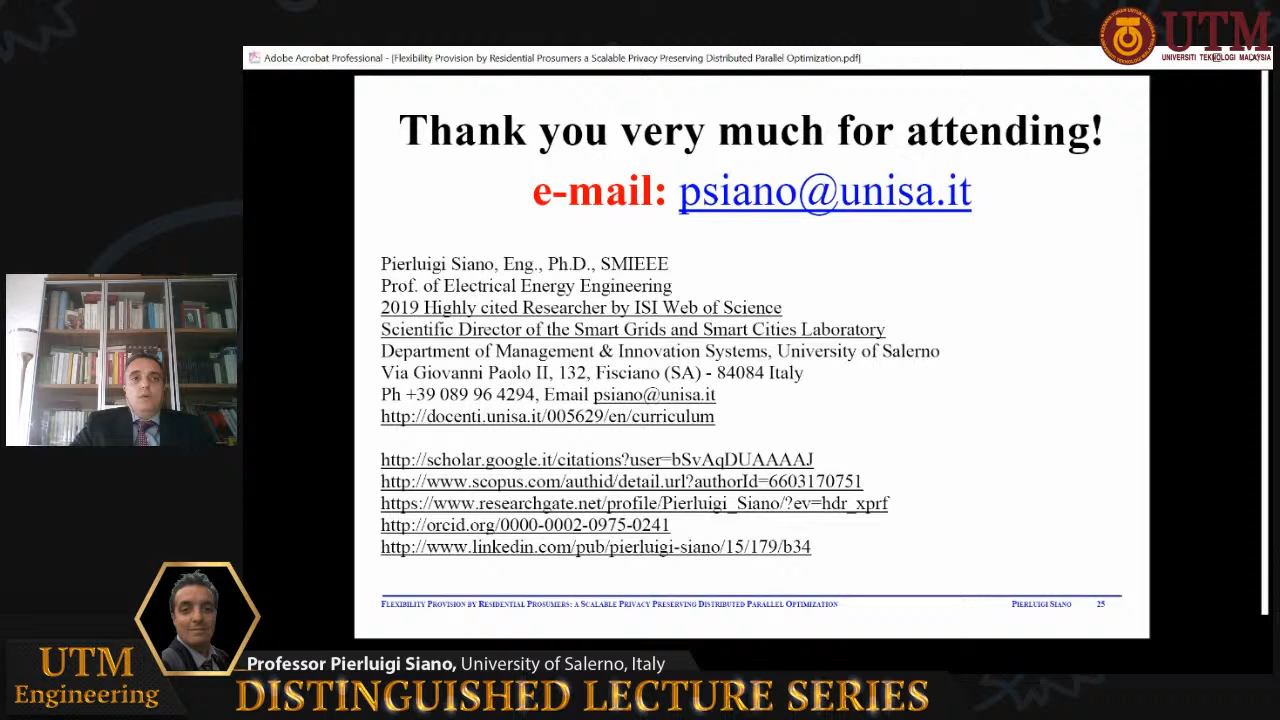 UTM
UNIVERSITI TEKNOLOGI MALAYSIA
Adobe Acrobat Professional - [Flexibility Provision by Residential Prosumers a Scalable Privacy Preserving Distributed Parallel Optimization.pdf]
Thank you very much for attending!
e-mail: psiano@unisa.it
Pierluigi Siano, Eng., Ph.D., SMIEEE
Prof. of Electrical Energy Engineering
2019 Highly cited Researcher by ISI Web of Science
Scientific Director of the Smart Grids and Smart Cities Laboratory
Department of Management & Innovation Systems, University of Salerno
Via Giovanni Paolo II, 132, Fisciano (SA) - 84084 Italy
Ph +39 089 96 4294, Email psiano@unisa.it
http://docenti.unisa.it/005629/en/curriculum
http://scholar.google.it/citations?user=bSvAqDUAAAAJ
http://www.scopus.com/authid/detail.url?authorId=6603170751
https://www.researchgate.net/profile/Pierluigi_Siano/?ev=hdr_xprf
http://orcid.org/0000-0002-0975-0241
http://www.linkedin.com/pub/pierluigi-siano/15/179/b34
FLEXIBILITY PROVISION BY RESIDENTIAL PROSUMERS: A SCALABLE PRIVACY PRESERVING DISTRIBUTED PARALLEL OPTIMIZATION PIERLUIGI SIANO 25
Professor Pierluigi Siano, University of Salerno, Italy
UTM
Engineering
DISTINGUISHED LECTURE SERIES